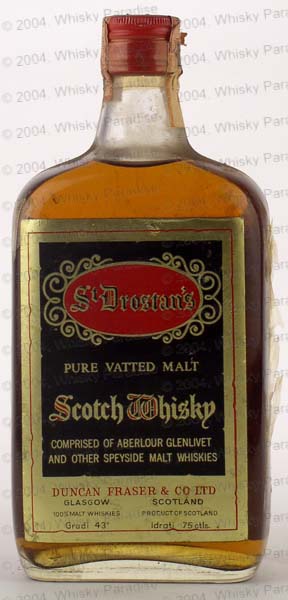 St Drostan's
PURE VATTED MALT
Scotch Whisky
COMPRISED OF ABERLOUR GLENLIVET
AND OTHER SPEYSIDE MALT WHISKIES
DUNCAN FRASER & CO LTD
GLASGOW SCOTLAND
100% MALT WHISKIES PRODUCT OF SCOTLAND
Gradi 43° Idrati 75 ctls.
© 2004. Whisky Paradise